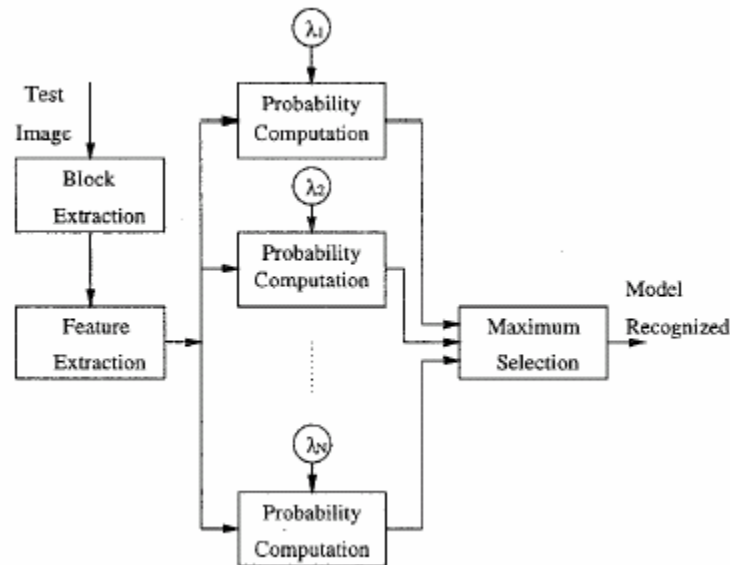 λ1
Test
Image
Probability
Computation
Block
Extraction
λ2
Probability
Computation
Feature
Extraction
Maximum
Selection
Model
Recognized
λN
Probability
Computation